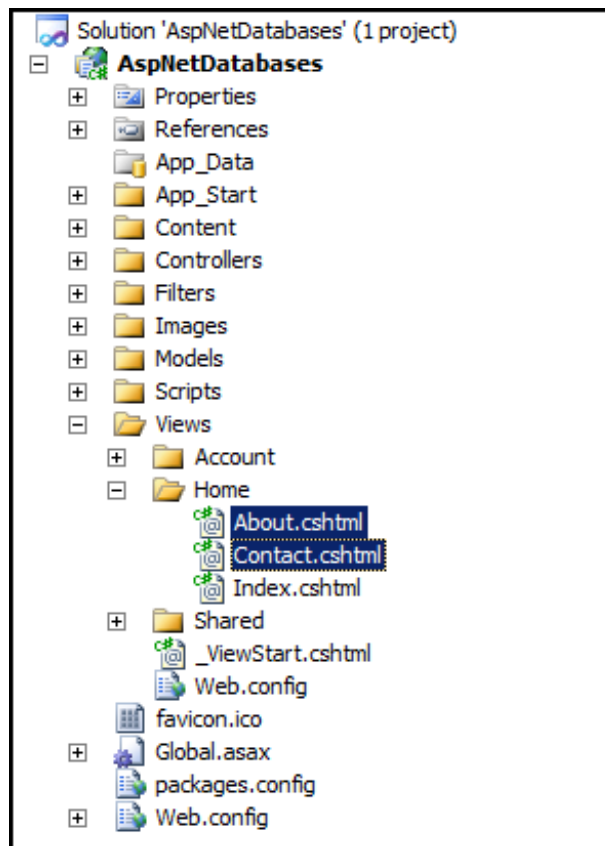 Solution 'AspNetDatabases' (1 project)
AspNetDatabases
Properties
References
App_Data
App_Start
Content
Controllers
Filters
Images
Models
Scripts
Views
Account
Home
About.cshtml
Contact.cshtml
Index.cshtml
Shared
_ViewStart.cshtml
Web.config
favicon.ico
Global.asax
packages.config
Web.config